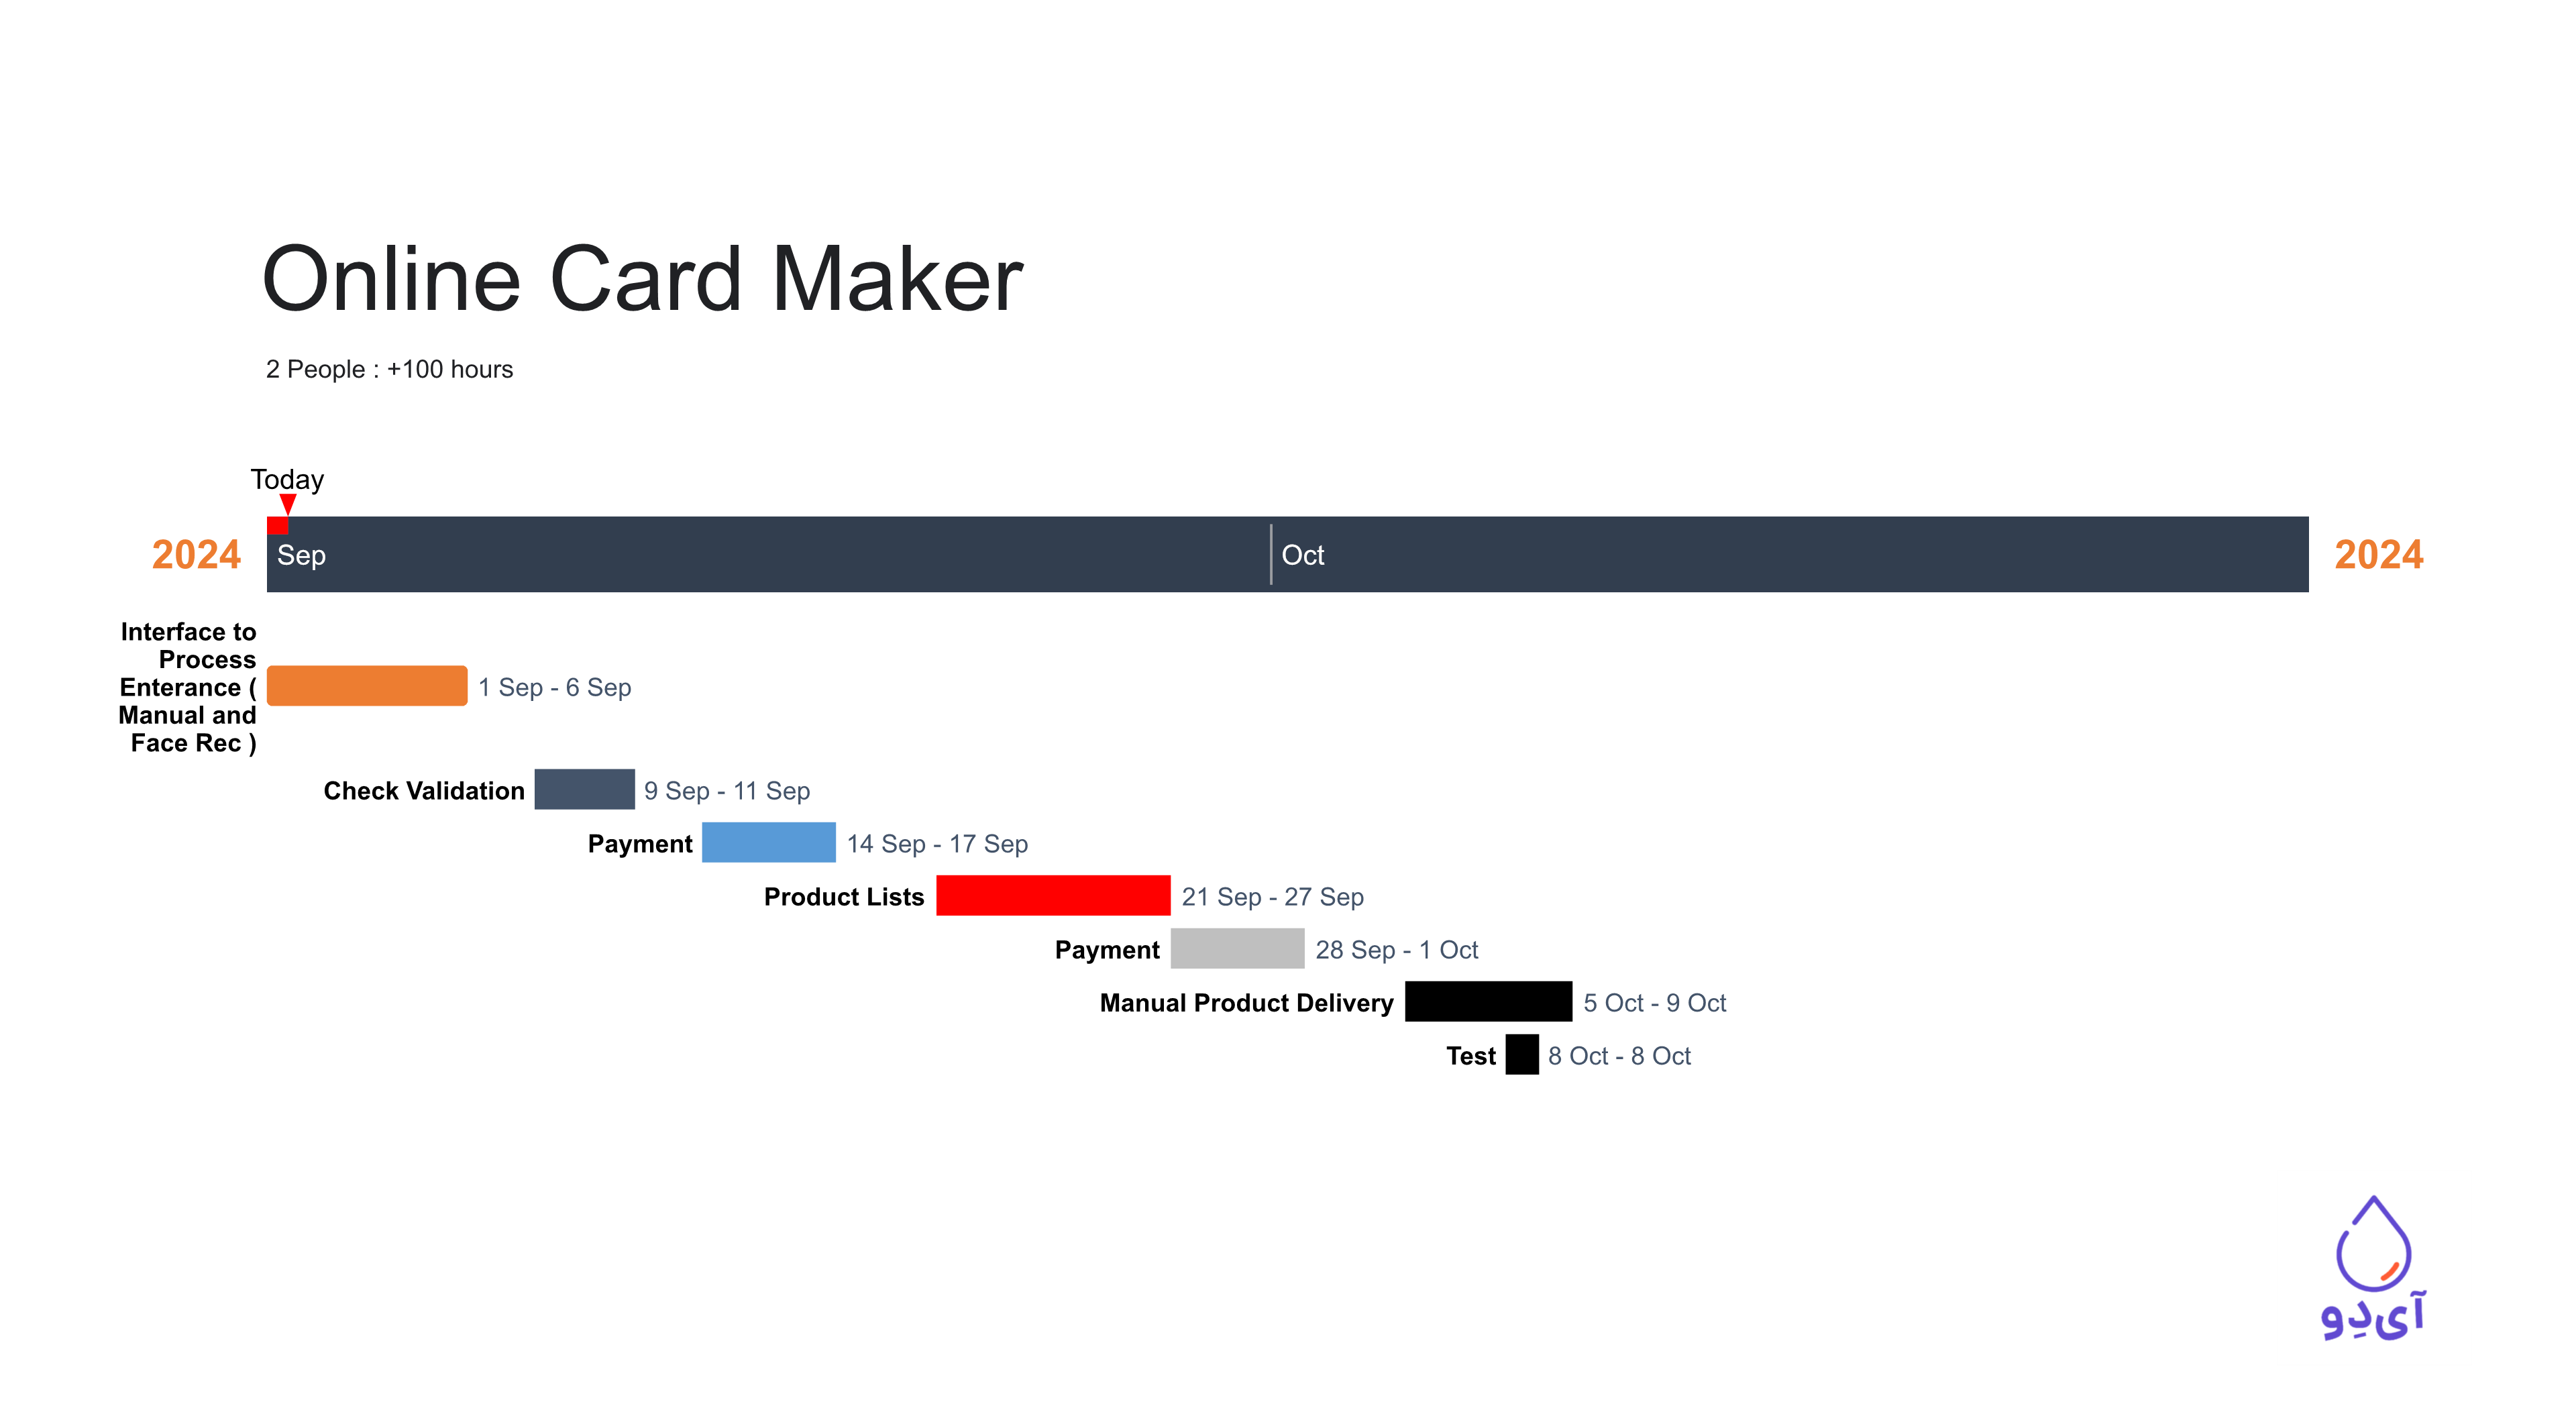 Online Card Maker
2 People : +100 hours
Today
2024
Sep
Oct
2024
Interface to
Process
Enterance (
Manual and
Face Rec )
1 Sep - 6 Sep
Check Validation
9 Sep - 11 Sep
Payment
14 Sep - 17 Sep
Product Lists
21 Sep - 27 Sep
Payment
28 Sep - 1 Oct
Manual Product Delivery
5 Oct - 9 Oct
Test
8 Oct - 8 Oct
آی‌دِو